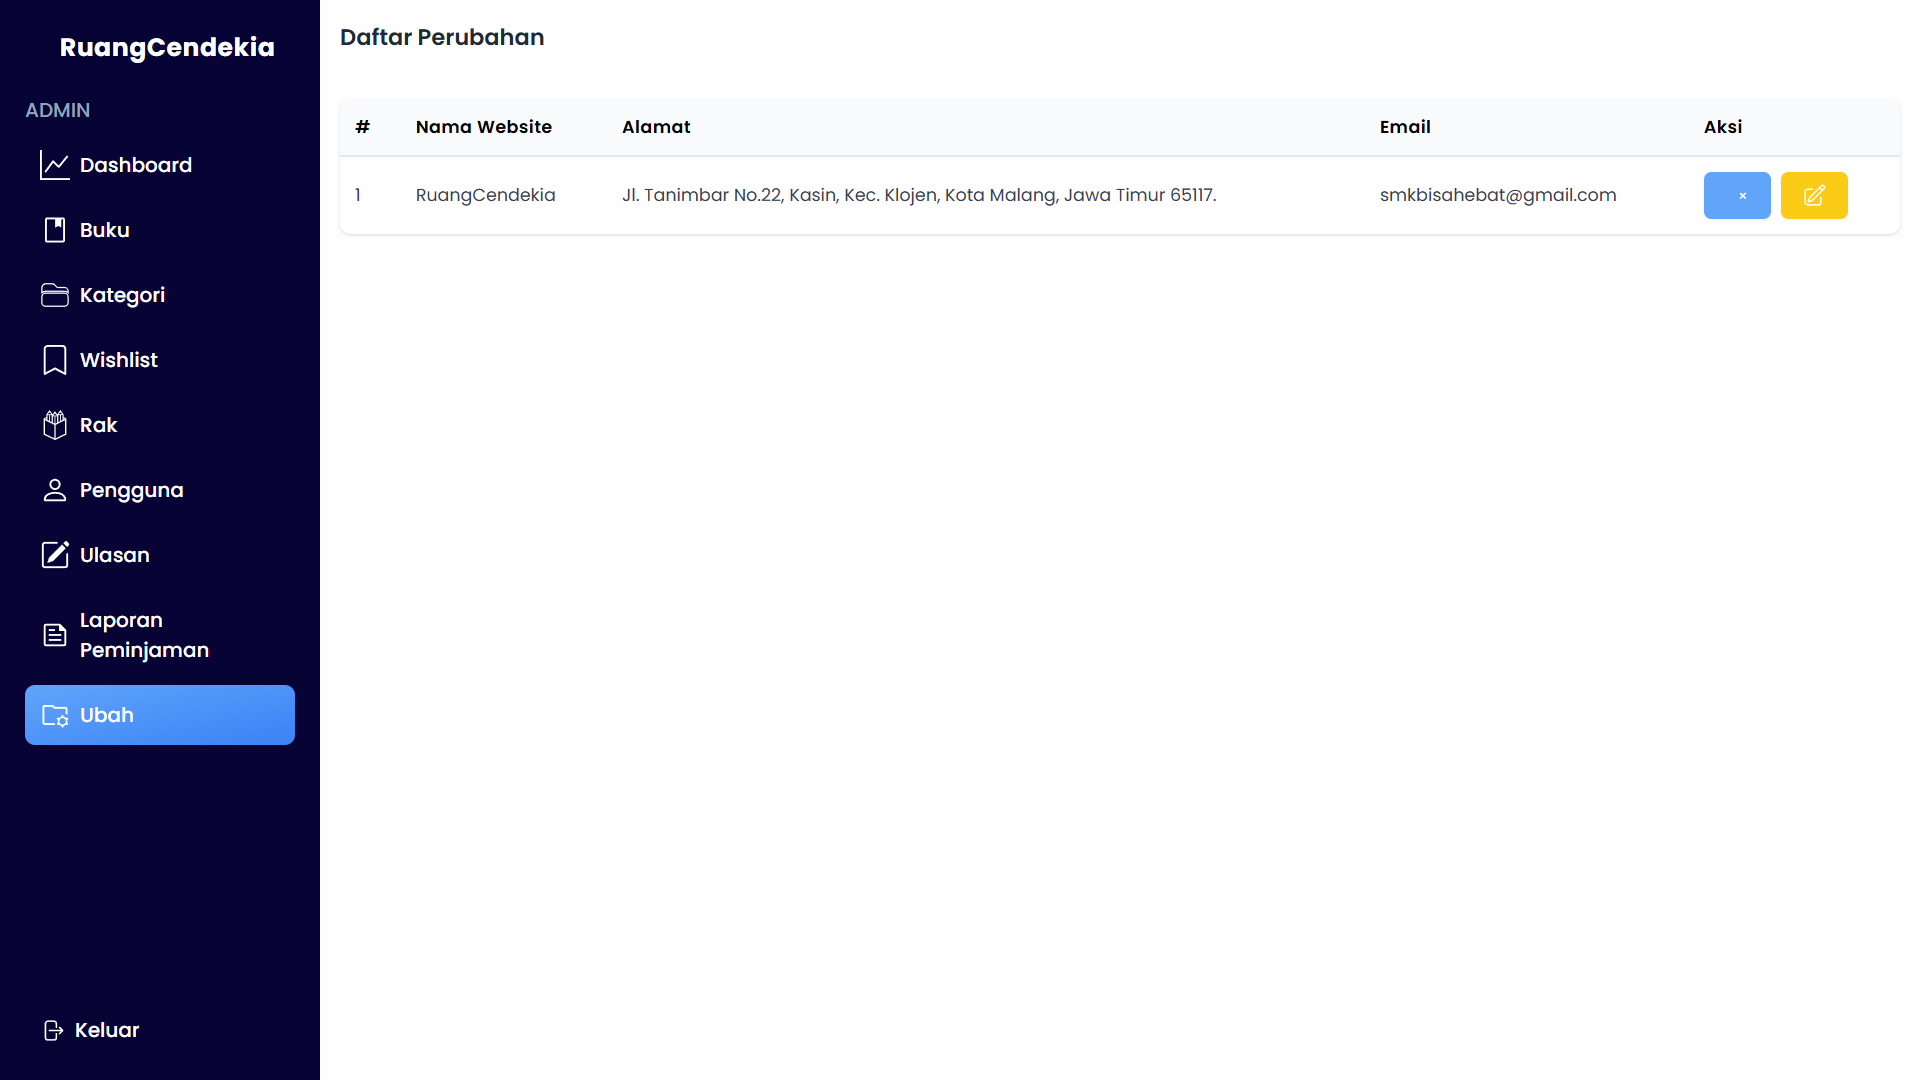 RuangCendekia
ADMIN
Dashboard
Buku
Kategori
Wishlist
Rak
Pengguna
Ulasan
Laporan
Peminjaman
Ubah
Keluar
Daftar Perubahan
# Nama Website Alamat Email Aksi
1 RuangCendekia Jl. Tanimbar No.22, Kasin, Kec. Klojen, Kota Malang, Jawa Timur 65117. smkbisahebat@gmail.com